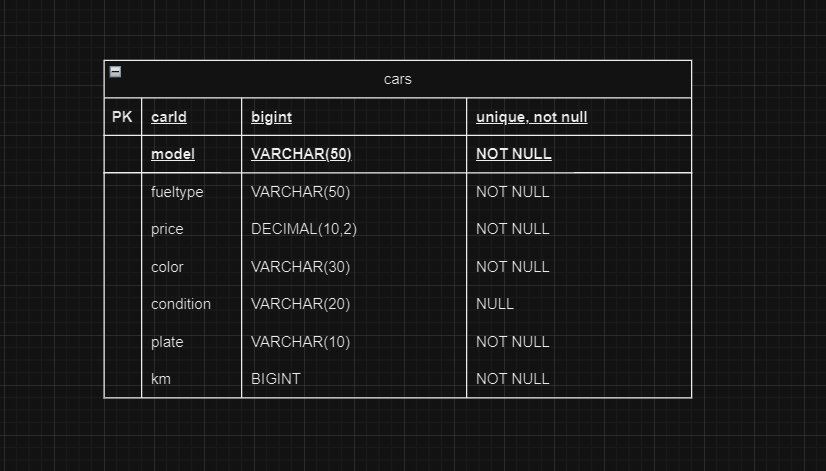 cars
PK carId bigint unique, not null
model VARCHAR(50) NOT NULL
fueltype VARCHAR(50) NOT NULL
price DECIMAL(10,2) NOT NULL
color VARCHAR(30) NOT NULL
condition VARCHAR(20) NULL
plate VARCHAR(10) NOT NULL
km BIGINT NOT NULL